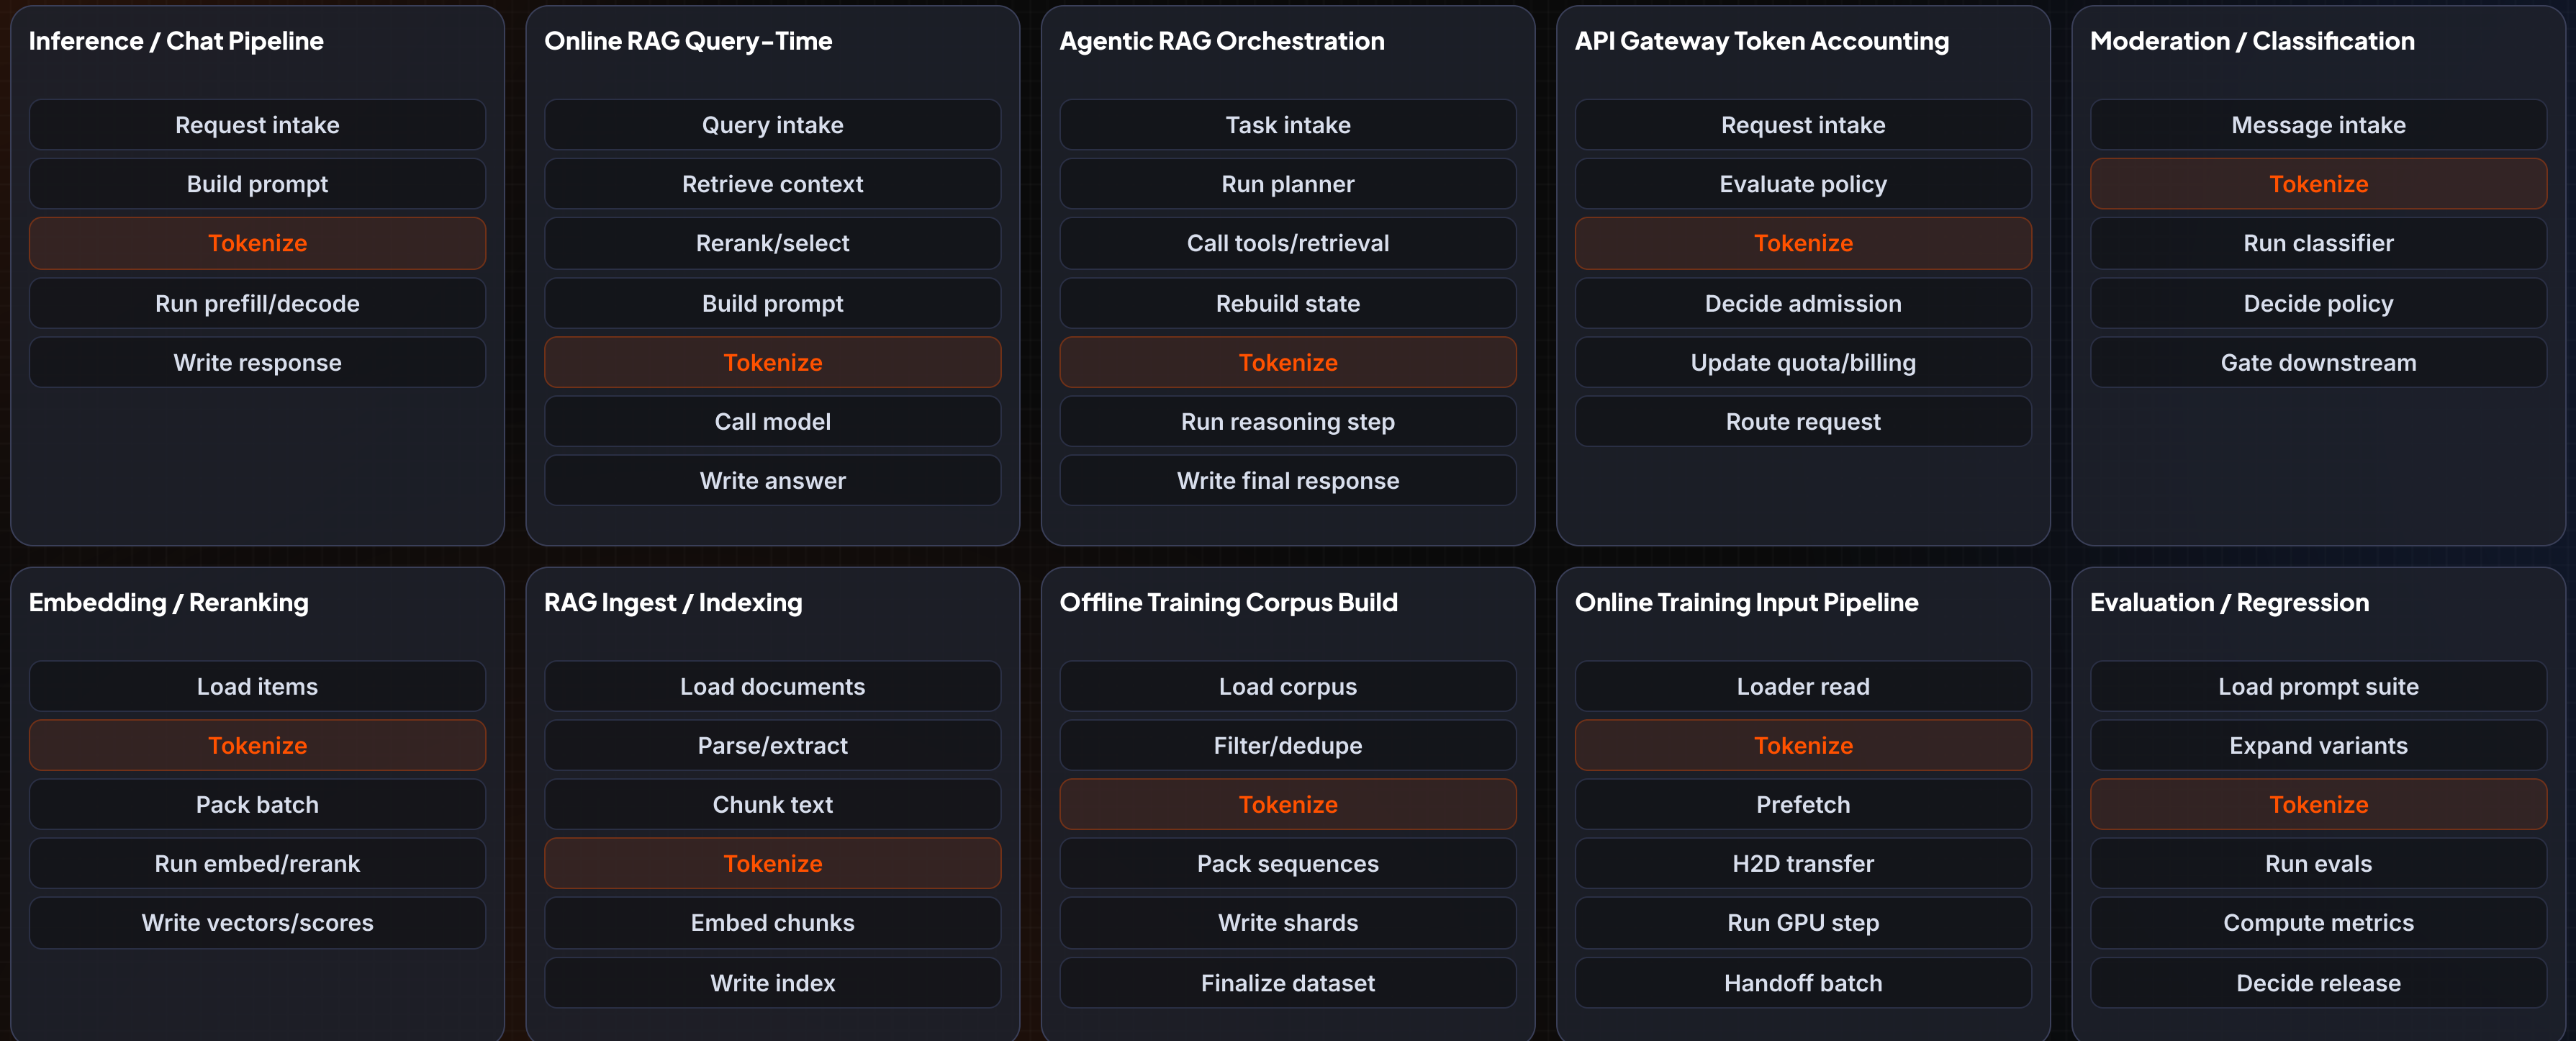 Inference / Chat Pipeline
Request intake
Build prompt
Tokenize
Run prefill/decode
Write response
Online RAG Query-Time
Query intake
Retrieve context
Rerank/select
Build prompt
Tokenize
Call model
Write answer
Agentic RAG Orchestration
Task intake
Run planner
Call tools/retrieval
Rebuild state
Tokenize
Run reasoning step
Write final response
API Gateway Token Accounting
Request intake
Evaluate policy
Tokenize
Decide admission
Update quota/billing
Route request
Moderation / Classification
Message intake
Tokenize
Run classifier
Decide policy
Gate downstream
Embedding / Reranking
Load items
Tokenize
Pack batch
Run embed/rerank
Write vectors/scores
RAG Ingest / Indexing
Load documents
Parse/extract
Chunk text
Tokenize
Embed chunks
Write index
Offline Training Corpus Build
Load corpus
Filter/dedupe
Tokenize
Pack sequences
Write shards
Finalize dataset
Online Training Input Pipeline
Loader read
Tokenize
Prefetch
H2D transfer
Run GPU step
Handoff batch
Evaluation / Regression
Load prompt suite
Expand variants
Tokenize
Run evals
Compute metrics
Decide release